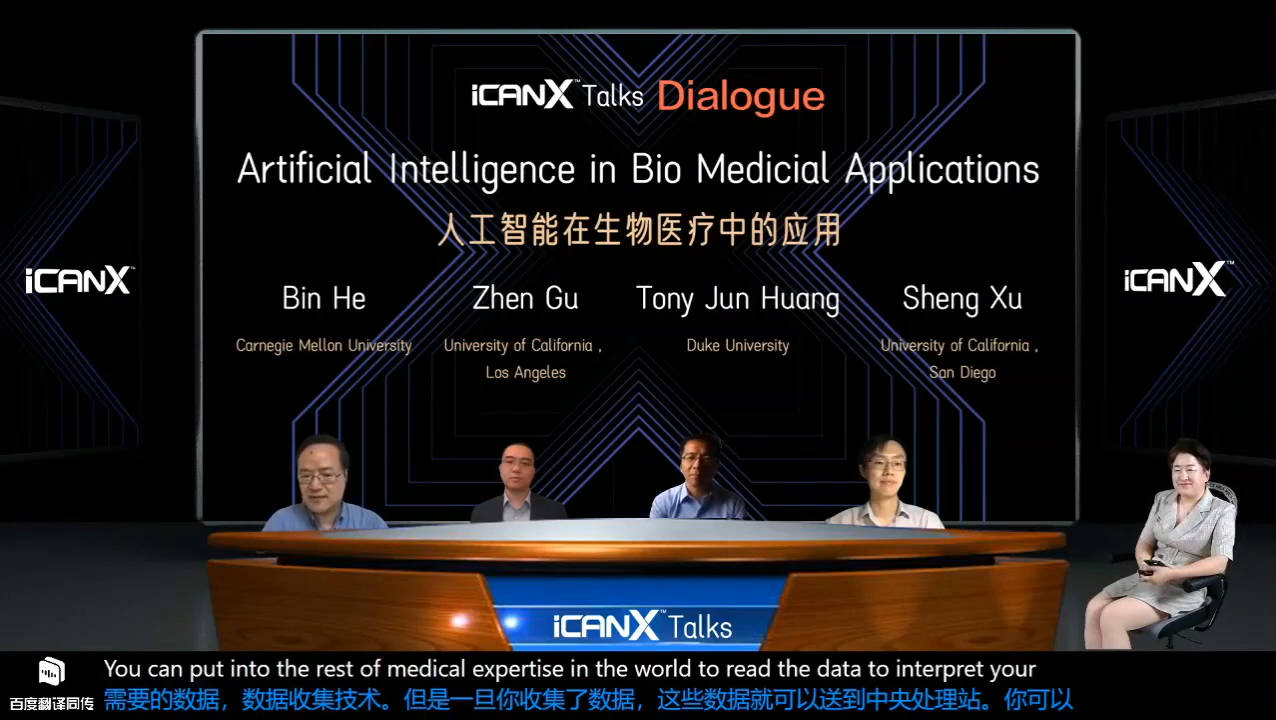 iCANX™ Talks Dialogue
Artificial Intelligence in Bio Medicial Applications
人工智能在生物医疗中的应用
iCANX™
iCANX™
Bin He
Zhen Gu
Tony Jun Huang
Sheng Xu
Carnegie Mellon University
University of California ,
Los Angeles
Duke University
University of California ,
San Diego
iCANX™ Talks
You can put into the rest of medical expertise in the world to read the data to interpret your
百度翻译同传
需要的数据，数据收集技术。但是一旦你收集了数据，这些数据就可以送到中央处理站。你可以